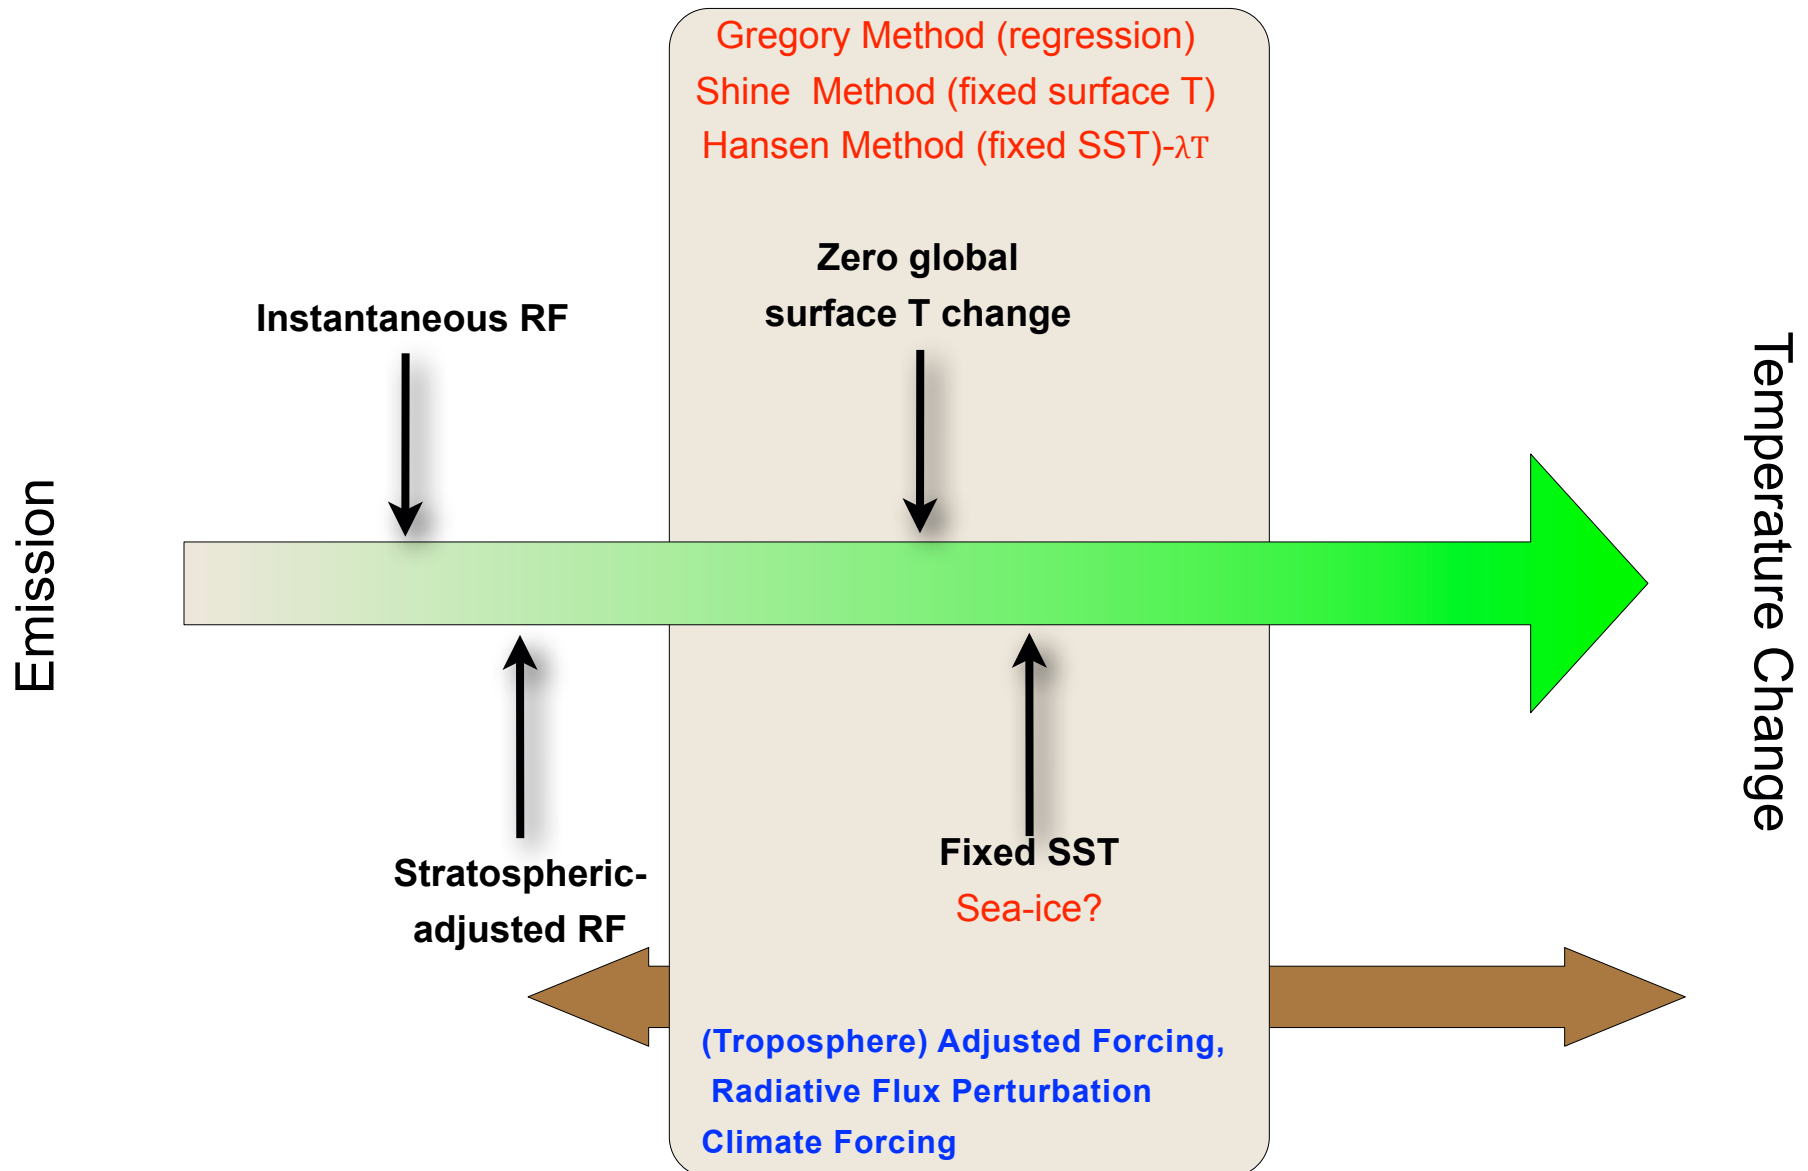 Gregory Method (regression)
Shine  Method (fixed surface T)
Hansen Method (fixed SST)-λT
Zero global
surface T change
Instantaneous RF
Emission
Temperature Change
Stratospheric-
adjusted RF
Fixed SST
Sea-ice?
(Troposphere) Adjusted Forcing,
Radiative Flux Perturbation
Climate Forcing